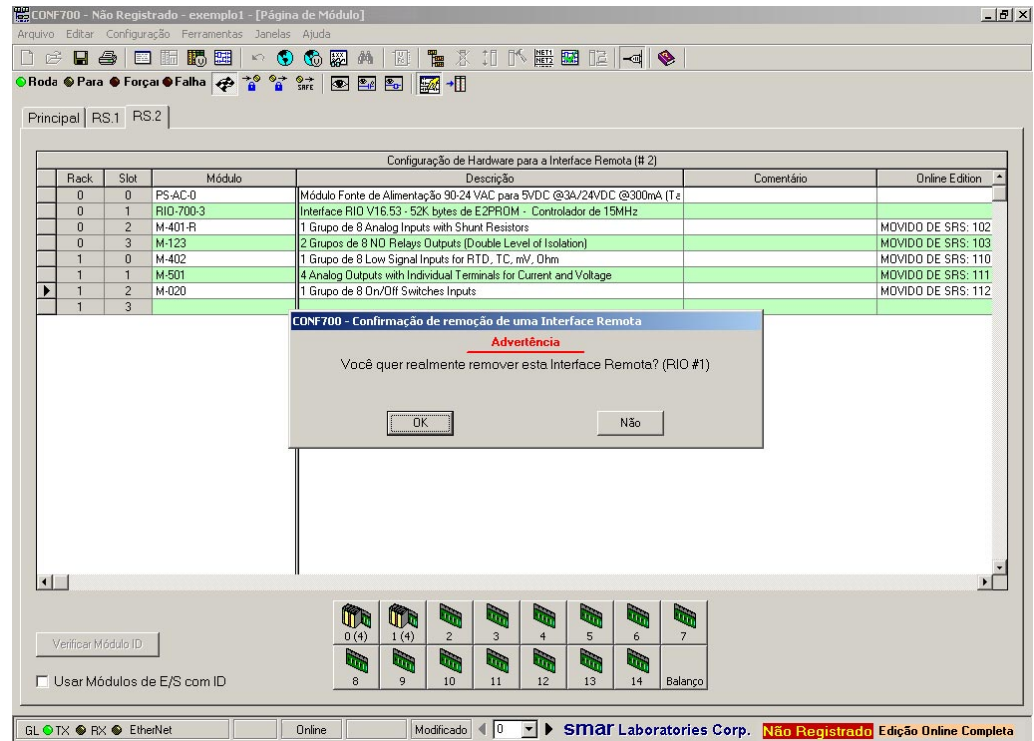 CONF700 - Não Registrado - exemplo1 - [Página de Módulo]
Arquivo Editar Configuração Ferramentas Janelas Ajuda
Roda Para Forçar Falha
Principal RS.1 RS.2
Configuração de Hardware para a Interface Remota (# 2)
Rack Slot Módulo Descrição Comentário Online Edition
0 0 PS-AC-0 Módulo Fonte de Alimentação 90-24 VAC para 5VDC @3A/24VDC @300mA (Ta
0 1 RIO-700-3 Interface RIO V16.53 - 52K bytes de E2PROM - Controlador de 15MHz
0 2 M-401-R 1 Grupo de 8 Analog Inputs with Shunt Resistors MOVIDO DE SRS: 102
0 3 M-123 2 Grupos de 8 NO Relays Outputs (Double Level of Isolation) MOVIDO DE SRS: 103
1 0 M-402 1 Grupo de 8 Low Signal Inputs for RTD, TC, mV, Ohm MOVIDO DE SRS: 110
1 1 M-501 4 Analog Outputs with Individual Terminals for Current and Voltage MOVIDO DE SRS: 111
1 2 M-020 1 Grupo de 8 On/Off Switches Inputs MOVIDO DE SRS: 112
1 3
CONF700 - Confirmação de remoção de uma Interface Remota
Advertência
Você quer realmente remover esta Interface Remota? (RIO #1)
OK Não
0 (4) 1 (4) 2 3 4 5 6 7
Verificar Módulo ID
8 9 10 11 12 13 14 Balanço
Usar Módulos de E/S com ID
GL TX RX EtherNet Online Modificado 0 smar Laboratories Corp. Não Registrado Edição Online Completa